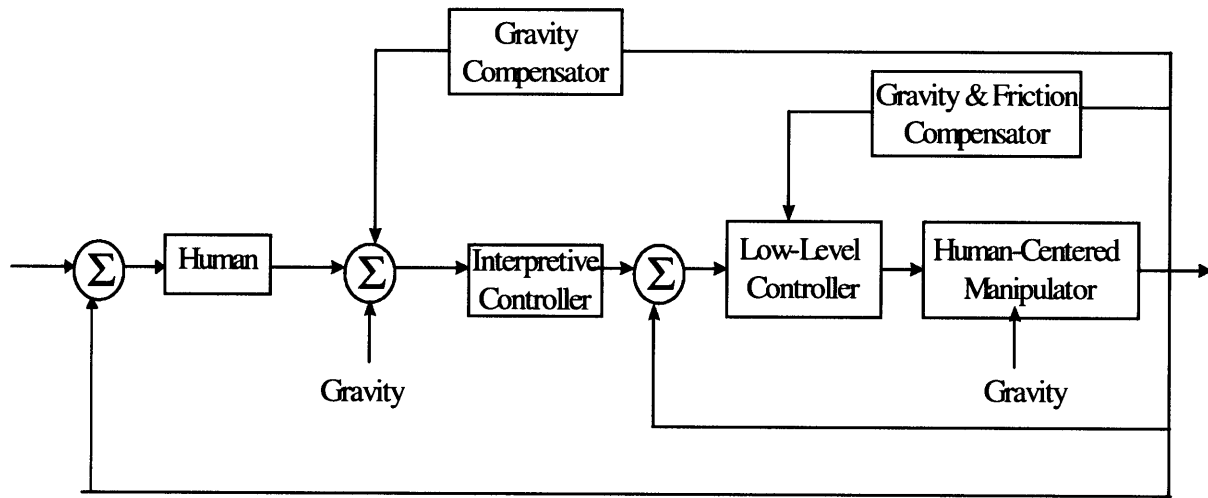 Gravity
Compensator
Gravity & Friction
Compensator
Σ
Human
Σ
Interpretive
Controller
Σ
Low-Level
Controller
Human-Centered
Manipulator
Gravity
Gravity